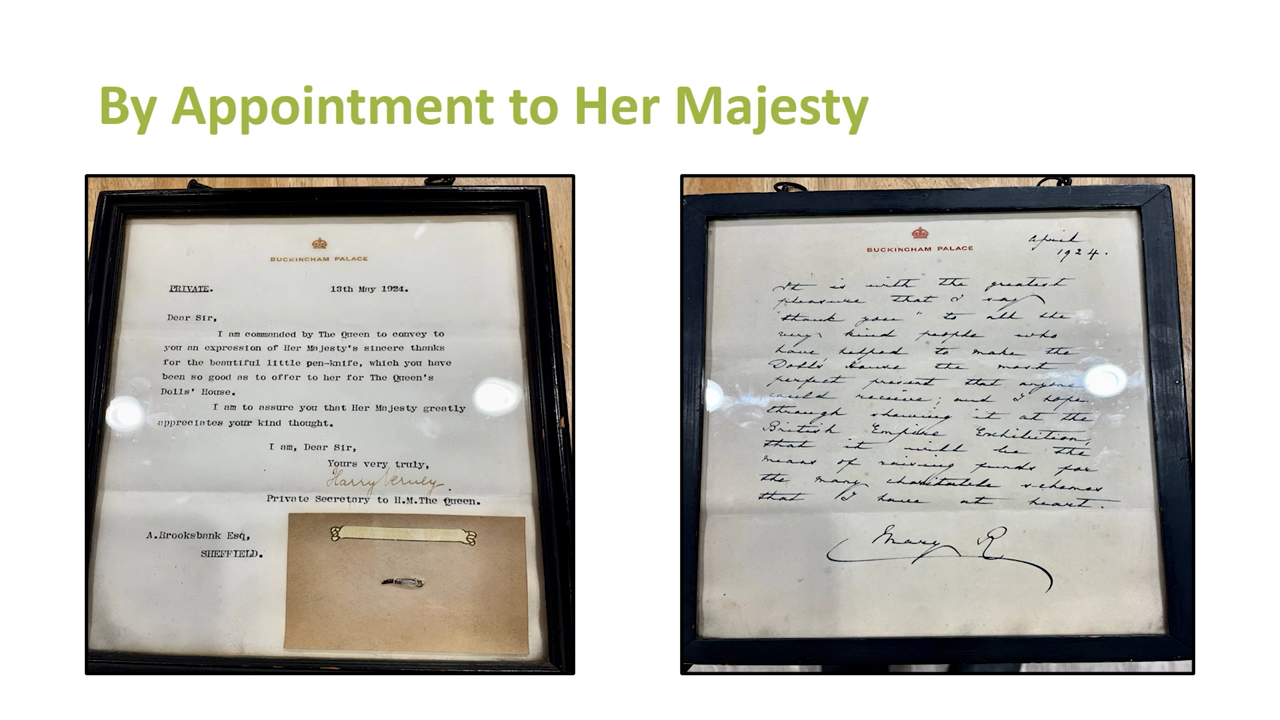 By Appointment to Her Majesty
BUCKINGHAM PALACE
PRIVATE.
13th May 1924.
Dear Sir,
I am commanded by The Queen to convey to
you an expression of Her Majesty's sincere thanks
for the beautiful little pen-knife, which you have
been so good as to offer to her for The Queen's
Dolls' House.
I am to assure you that Her Majesty greatly
appreciates your kind thought.
I am, Dear Sir,
Yours very truly,
Harry Verney.
Private Secretary to H.M.The Queen.
A.Brooksbank Esq,
SHEFFIELD.
BUCKINGHAM PALACE
April
1924.
It is with the greatest
pleasure that I say
"thank you" to all the
very kind people who
have helped to make the
Dolls' House the most
perfect present that anyone
could receive; and I hope
through showing it at the
British Empire Exhibition,
that it will be the
means of raising funds for
the many charitable schemes
that I have at heart.
Mary R